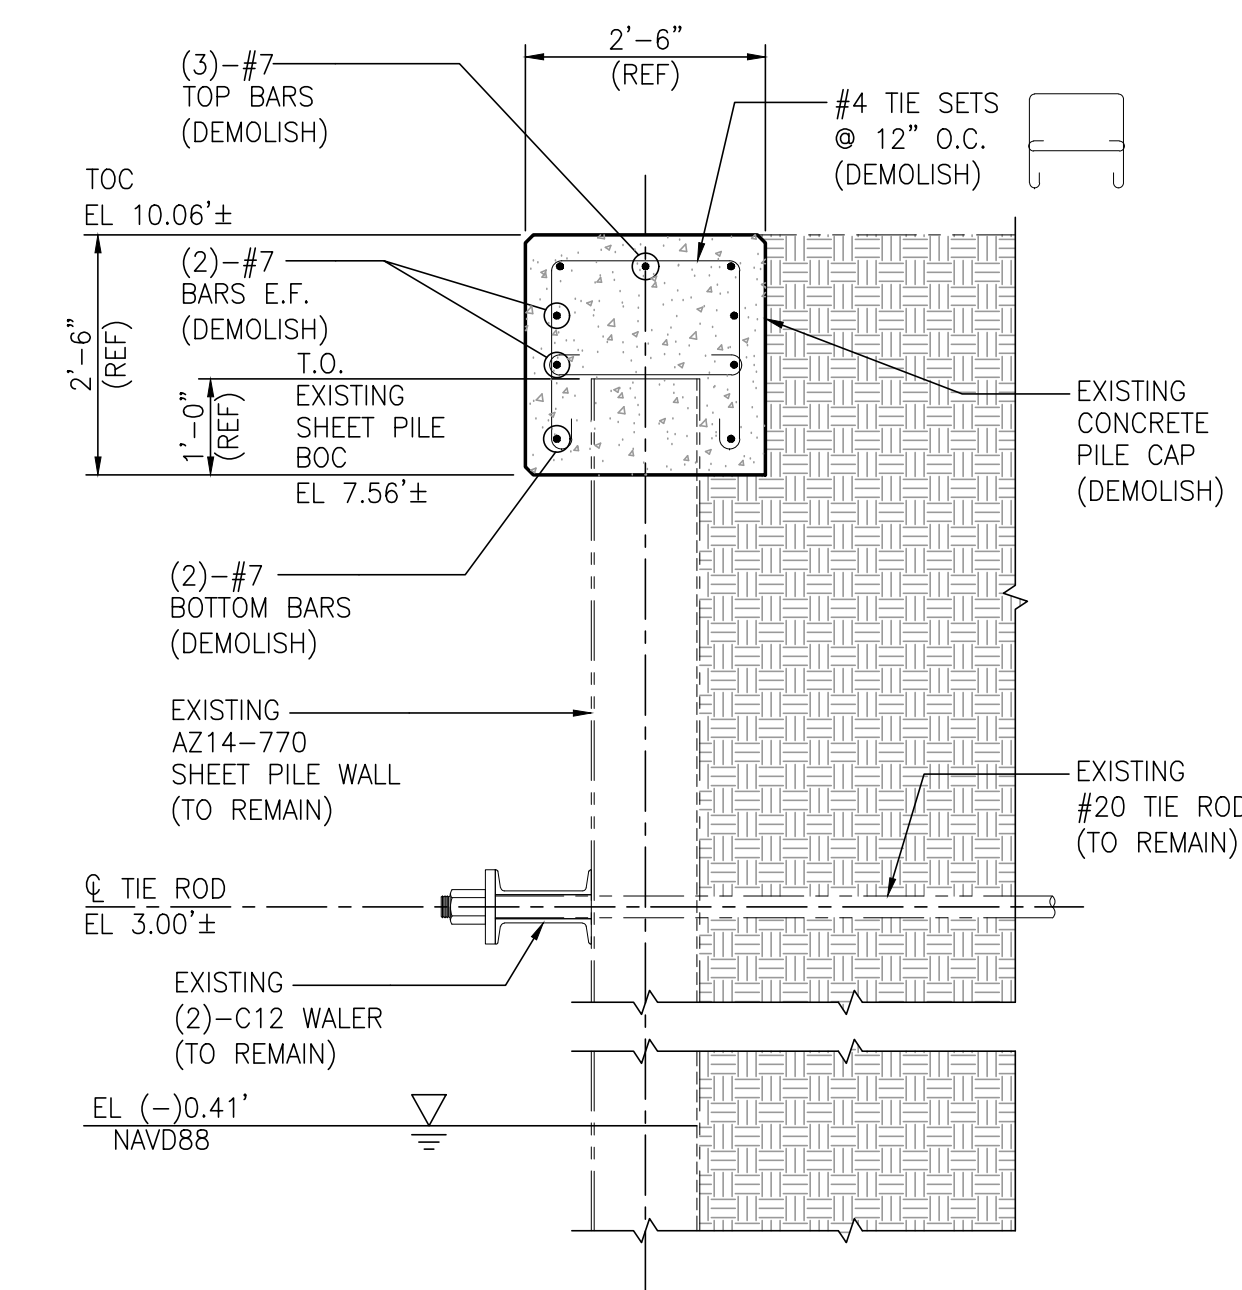 2'-6"
(REF)
(3)-#7
TOP BARS
(DEMOLISH)
#4 TIE SETS
@ 12" O.C.
(DEMOLISH)
TOC
EL 10.06'±
(2)-#7
BARS E.F.
(DEMOLISH)
2'-6"
(REF)
1'-0"
(REF)
T.O.
EXISTING
SHEET PILE
BOC
EL 7.56'±
EXISTING
CONCRETE
PILE CAP
(DEMOLISH)
(2)-#7
BOTTOM BARS
(DEMOLISH)
EXISTING
AZ14-770
SHEET PILE WALL
(TO REMAIN)
EXISTING
#20 TIE ROD
(TO REMAIN)
℄ TIE ROD
EL 3.00'±
EXISTING
(2)-C12 WALER
(TO REMAIN)
EL (-)0.41'
NAVD88